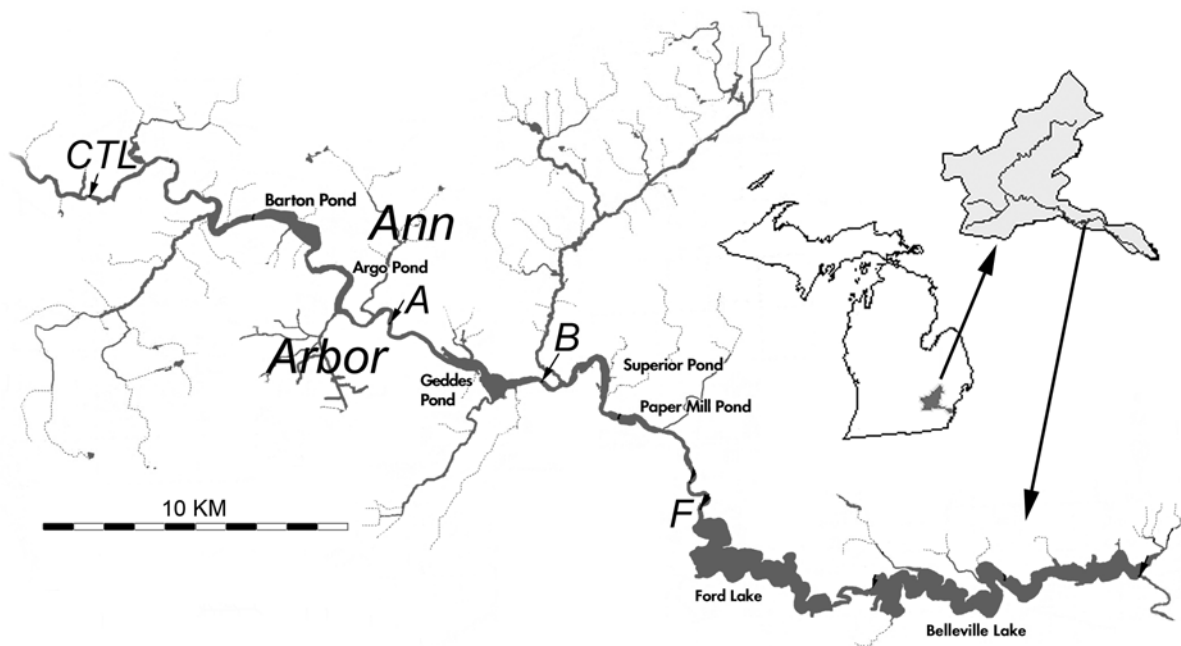 CTL
Barton Pond
Ann
Argo Pond
A
Arbor
B
Geddes
Pond
Superior Pond
Paper Mill Pond
10 KM
F
Ford Lake
Belleville Lake